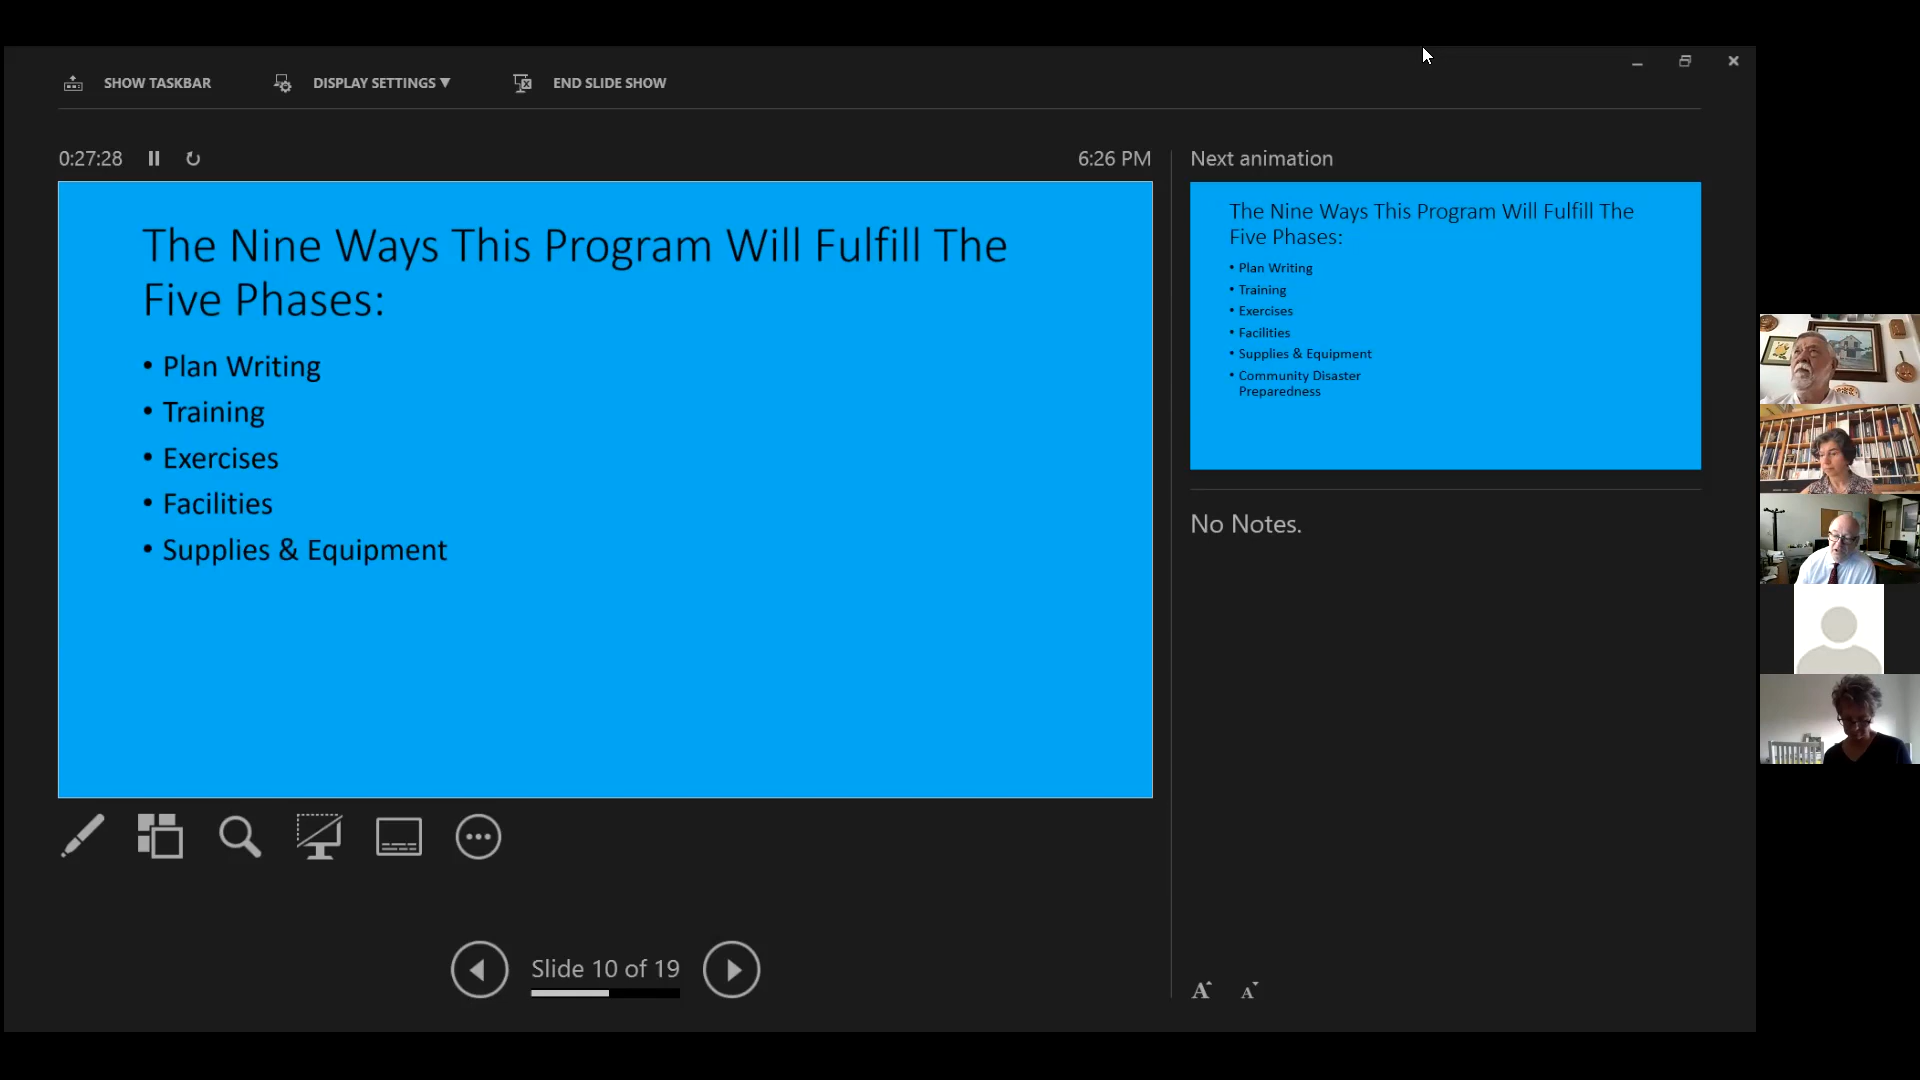 SHOW TASKBAR
DISPLAY SETTINGS ▼
END SLIDE SHOW
0:27:28
6:26 PM
The Nine Ways This Program Will Fulfill The
Five Phases:
• Plan Writing
• Training
• Exercises
• Facilities
• Supplies & Equipment
Slide 10 of 19
Next animation
The Nine Ways This Program Will Fulfill The
Five Phases:
• Plan Writing
• Training
• Exercises
• Facilities
• Supplies & Equipment
• Community Disaster
Preparedness
No Notes.
A A